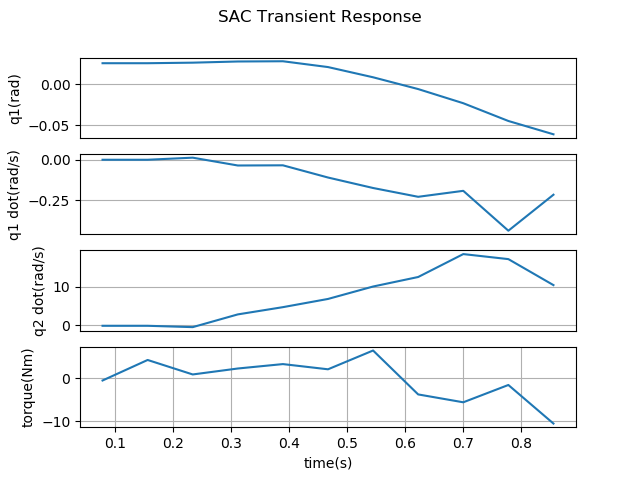 SAC Transient Response
q1(rad)
0.00
−0.05
q1 dot(rad/s)
0.00
−0.25
q2 dot(rad/s)
10
0
torque(Nm)
0
−10
0.1 0.2 0.3 0.4 0.5 0.6 0.7 0.8
time(s)